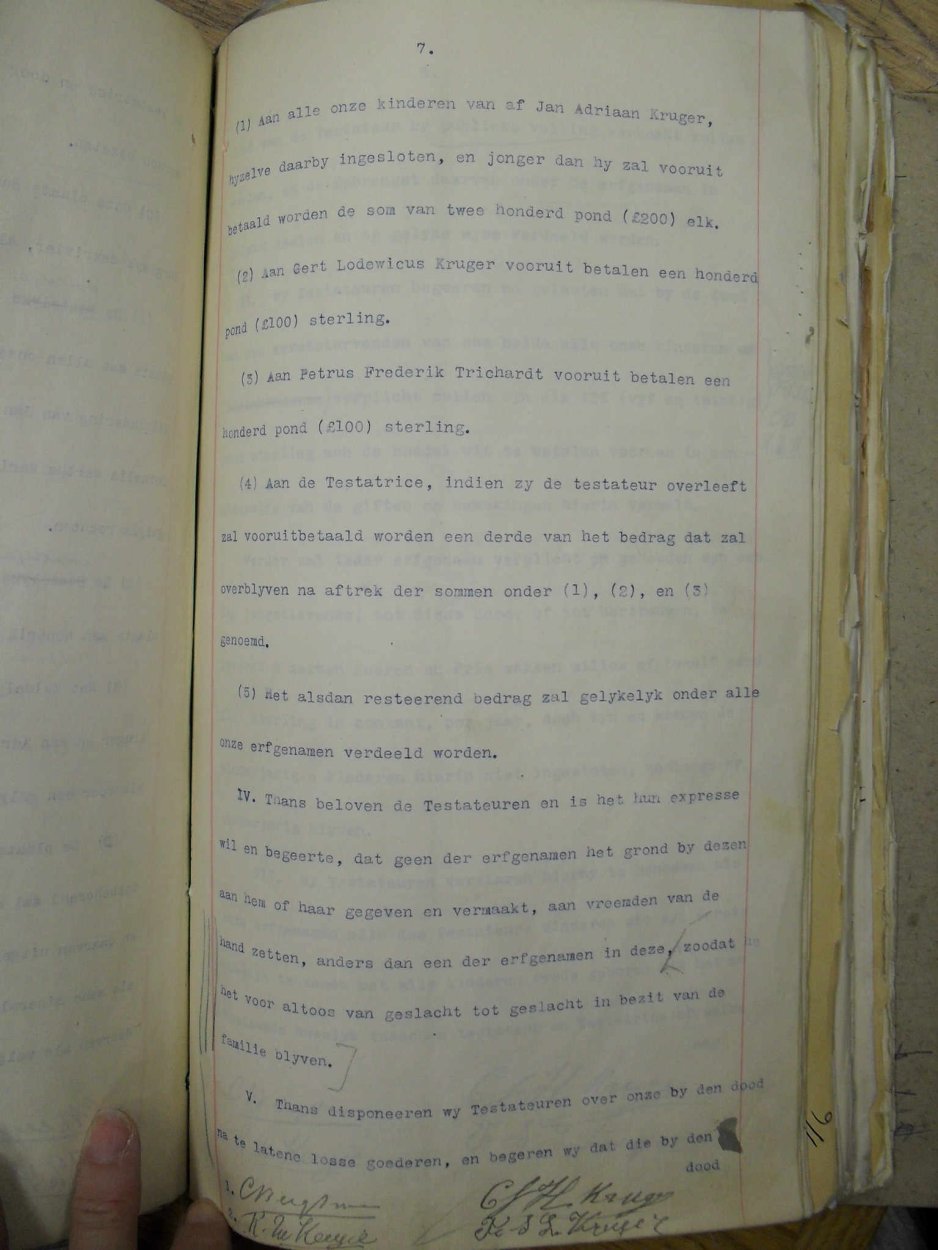 7.
(1) Aan alle onze kinderen van af Jan Adriaan Kruger,
hyzelve daarby ingesloten, en jonger dan hy zal vooruit
betaald worden de som van twee honderd pond (£200) elk.
(2) Aan Gert Lodewicus Kruger vooruit betalen een honderd
pond (£100) sterling.
(3) Aan Petrus Frederik Trichardt vooruit betalen een
honderd pond (£100) sterling.
(4) Aan de Testatrice, indien zy de testateur overleeft
zal vooruitbetaald worden een derde van het bedrag dat zal
overblyven na aftrek der sommen onder (1), (2), en (3)
genoemd.
(5) Het alsdan resteerend bedrag zal gelykelyk onder alle
onze erfgenamen verdeeld worden.
IV. Thans beloven de Testateuren en is het hun expresse
wil en begeerte, dat geen der erfgenamen het grond by dezen
aan hem of haar gegeven en vermaakt, aan vreemden van de
hand zetten, anders dan een der erfgenamen in deze, zoodat
het voor altoos van geslacht tot geslacht in bezit van de
familie blyven.
V. Thans disponeeren wy Testateuren over onze by den dood
na te latene losse goederen, en begeren wy dat die by den
dood
1.
2.
Kruger
Kruger
116